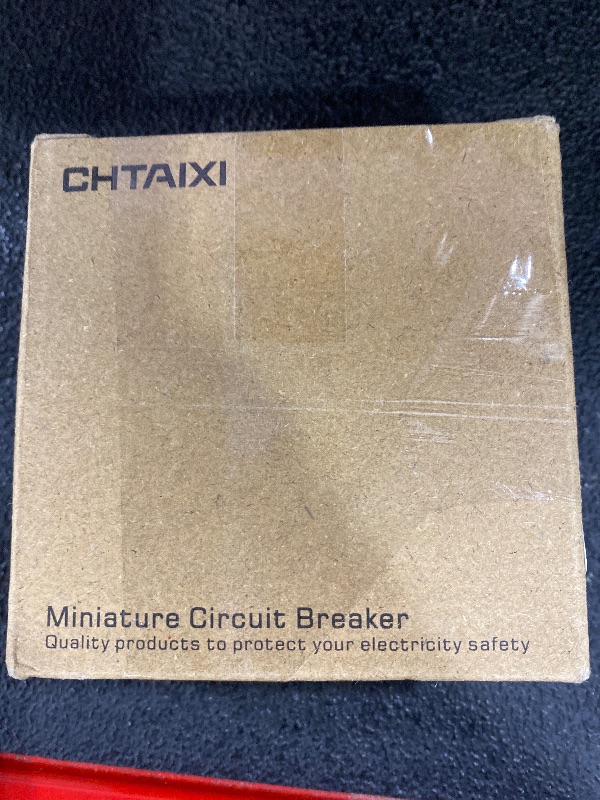 CHTAIXI
Miniature Circuit Breaker
Quality products to protect your electricity safety